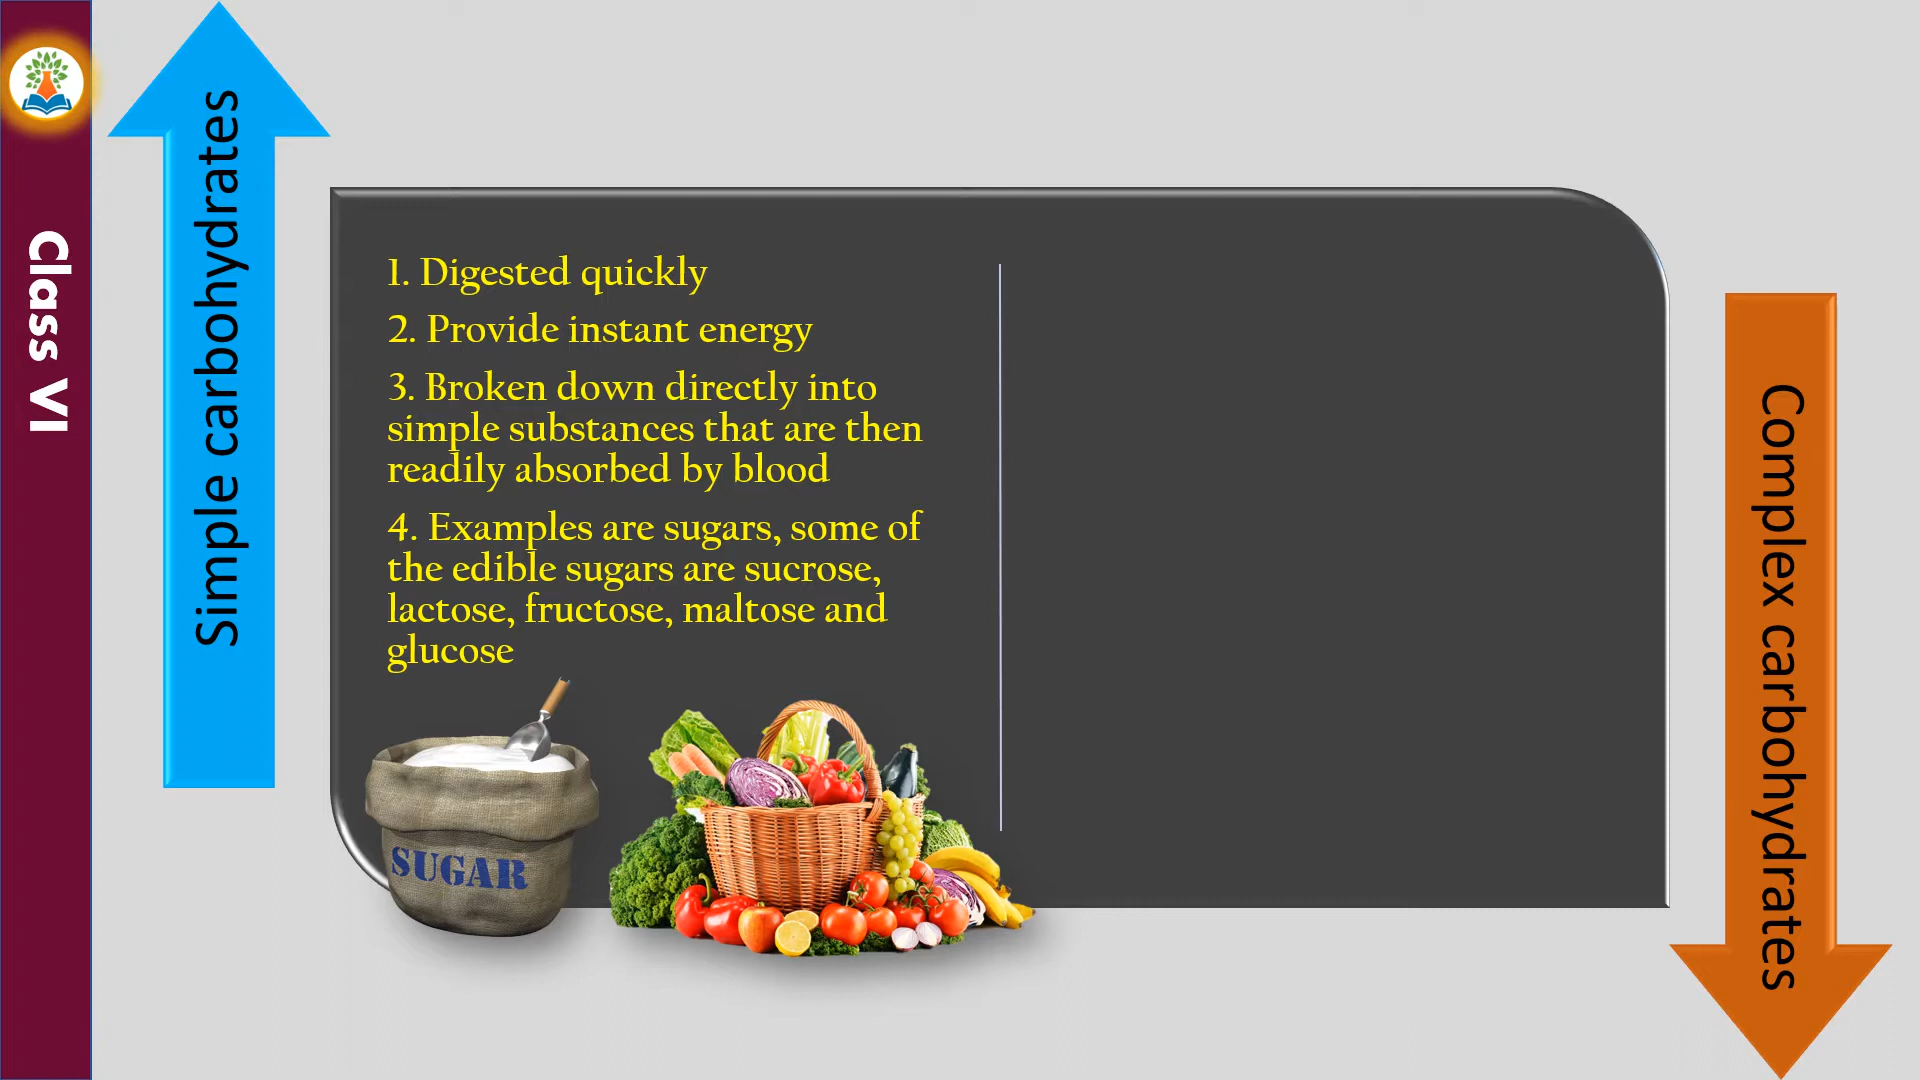 Class VI
Simple carbohydrates
1. Digested quickly
2. Provide instant energy
3. Broken down directly into
simple substances that are then
readily absorbed by blood
4. Examples are sugars, some of
the edible sugars are sucrose,
lactose, fructose, maltose and
glucose
SUGAR
Complex carbohydrates